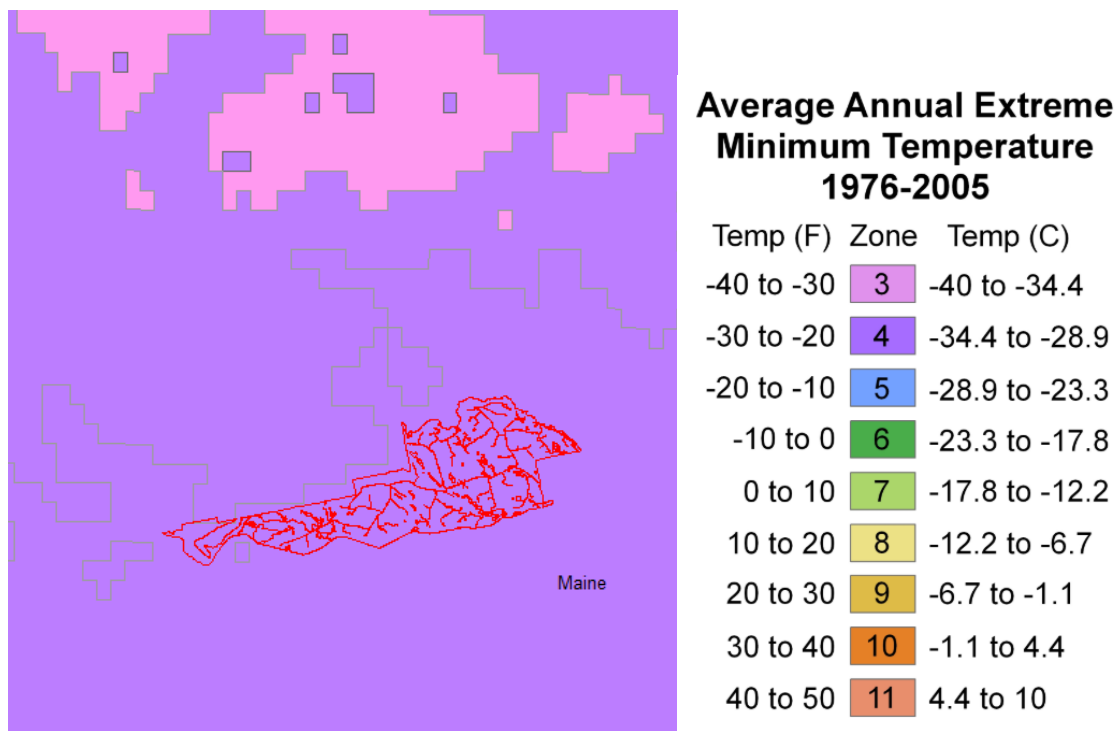 Maine
Average Annual Extreme
Minimum Temperature
1976-2005
Temp (F) Zone Temp (C)
-40 to -30 3 -40 to -34.4
-30 to -20 4 -34.4 to -28.9
-20 to -10 5 -28.9 to -23.3
-10 to 0 6 -23.3 to -17.8
0 to 10 7 -17.8 to -12.2
10 to 20 8 -12.2 to -6.7
20 to 30 9 -6.7 to -1.1
30 to 40 10 -1.1 to 4.4
40 to 50 11 4.4 to 10